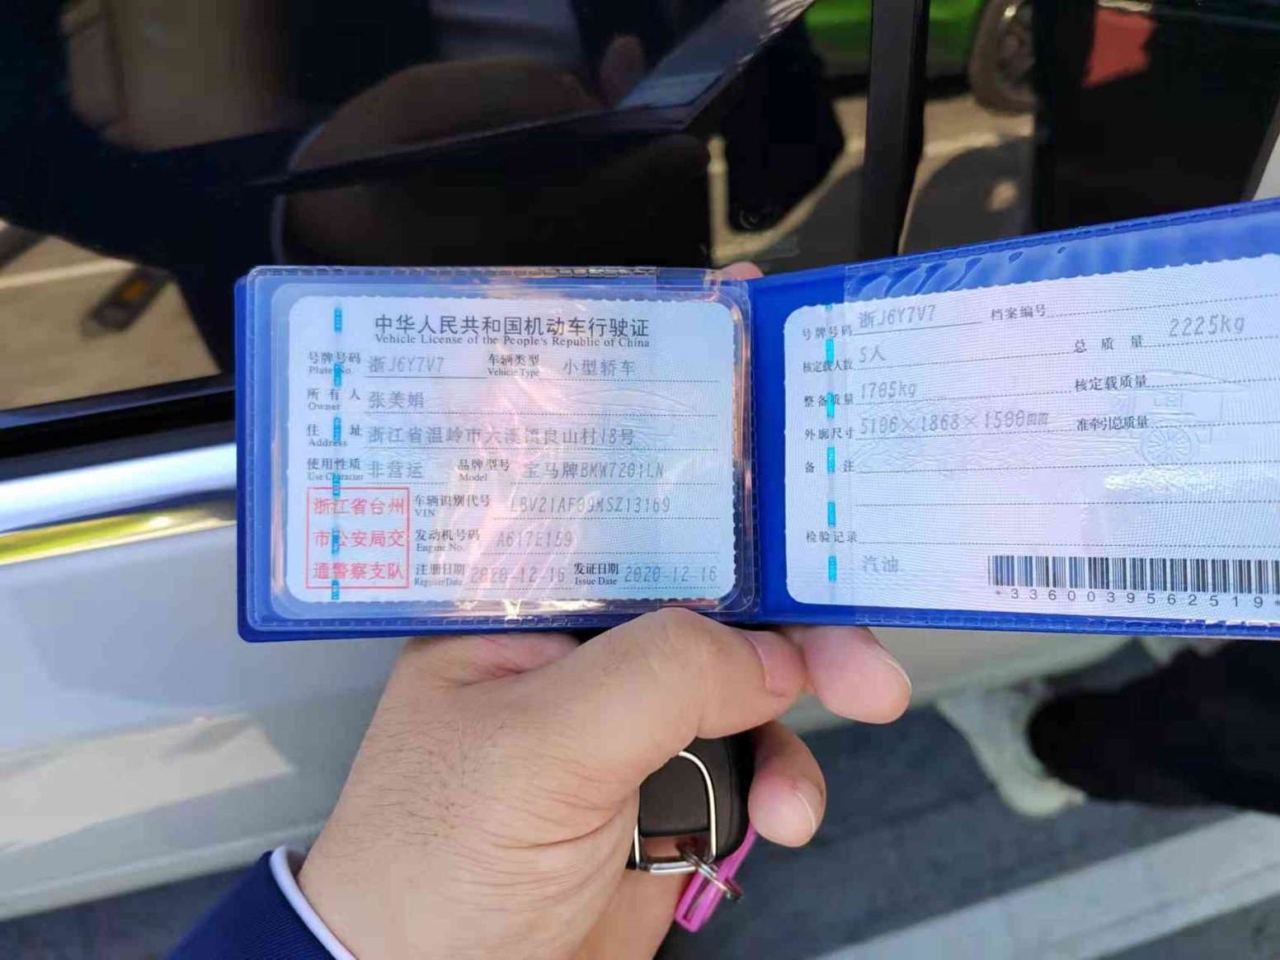 中华人民共和国机动车行驶证
Vehicle License of the People's Republic of China
号牌号码 浙J6Y7V7 车辆类型 小型轿车
Plate No. Vehicle Type
所有人 张美娟
Owner
住址 浙江省温岭市大溪镇良山村18号
Address
使用性质 非营运 品牌型号 宝马牌BMW7201LN
Use Character Model
浙江省台州
市公安局交
通警察支队
车辆识别代号 LBV21AF09MSZ13169
VIN
发动机号码 A617E159
Engine No.
注册日期 2020-12-16 发证日期 2020-12-16
Register Date Issue Date
号牌号码 浙J6Y7V7 档案编号
核定载人数 5人 总质量 2225kg
整备质量 1785kg 核定载质量
外廓尺寸 5106×1868×1500mm 准牵引总质量
备注
检验记录
汽油
*3360039562519*